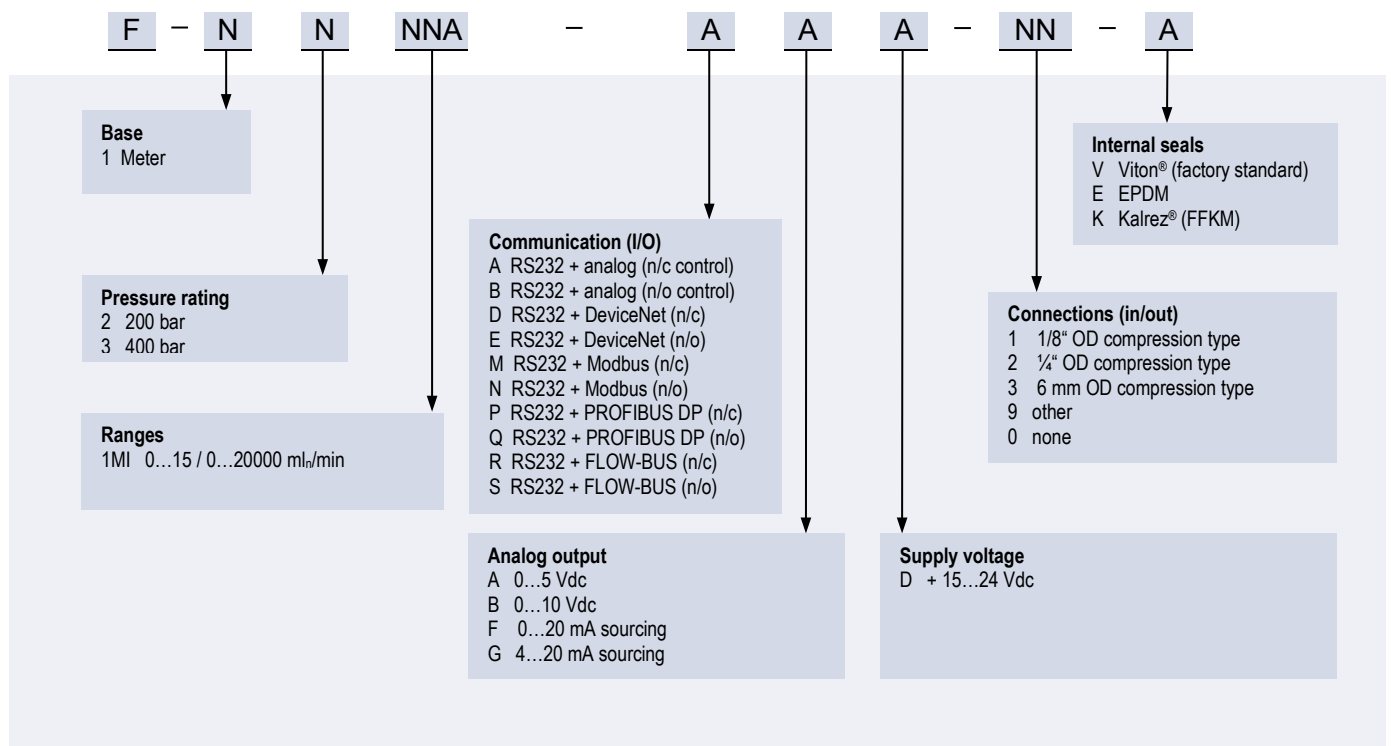 F – N N NNA – A A A – NN – A
Base
1 Meter
Internal seals
V Viton® (factory standard)
E EPDM
K Kalrez® (FFKM)
Communication (I/O)
A RS232 + analog (n/c control)
B RS232 + analog (n/o control)
D RS232 + DeviceNet (n/c)
E RS232 + DeviceNet (n/o)
M RS232 + Modbus (n/c)
N RS232 + Modbus (n/o)
P RS232 + PROFIBUS DP (n/c)
Q RS232 + PROFIBUS DP (n/o)
R RS232 + FLOW-BUS (n/c)
S RS232 + FLOW-BUS (n/o)
Pressure rating
2 200 bar
3 400 bar
Connections (in/out)
1 1/8“ OD compression type
2 ¼“ OD compression type
3 6 mm OD compression type
9 other
0 none
Ranges
1MI 0…15 / 0…20000 mlₙ/min
Analog output
A 0…5 Vdc
B 0…10 Vdc
F 0…20 mA sourcing
G 4…20 mA sourcing
Supply voltage
D + 15…24 Vdc